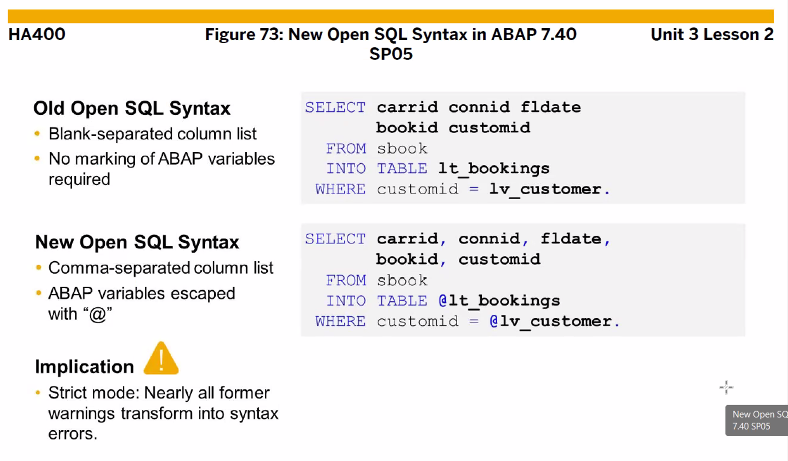 HA400
Figure 73: New Open SQL Syntax in ABAP 7.40
SP05
Unit 3 Lesson 2
Old Open SQL Syntax
• Blank-separated column list
• No marking of ABAP variables
required
SELECT carrid connid fldate
bookid customid
FROM sbook
INTO TABLE lt_bookings
WHERE customid = lv_customer.
New Open SQL Syntax
• Comma-separated column list
• ABAP variables escaped
with “@”
SELECT carrid, connid, fldate,
bookid, customid
FROM sbook
INTO TABLE @lt_bookings
WHERE customid = @lv_customer.
Implication
• Strict mode: Nearly all former
warnings transform into syntax
errors.
New Open SQ
7.40 SP05